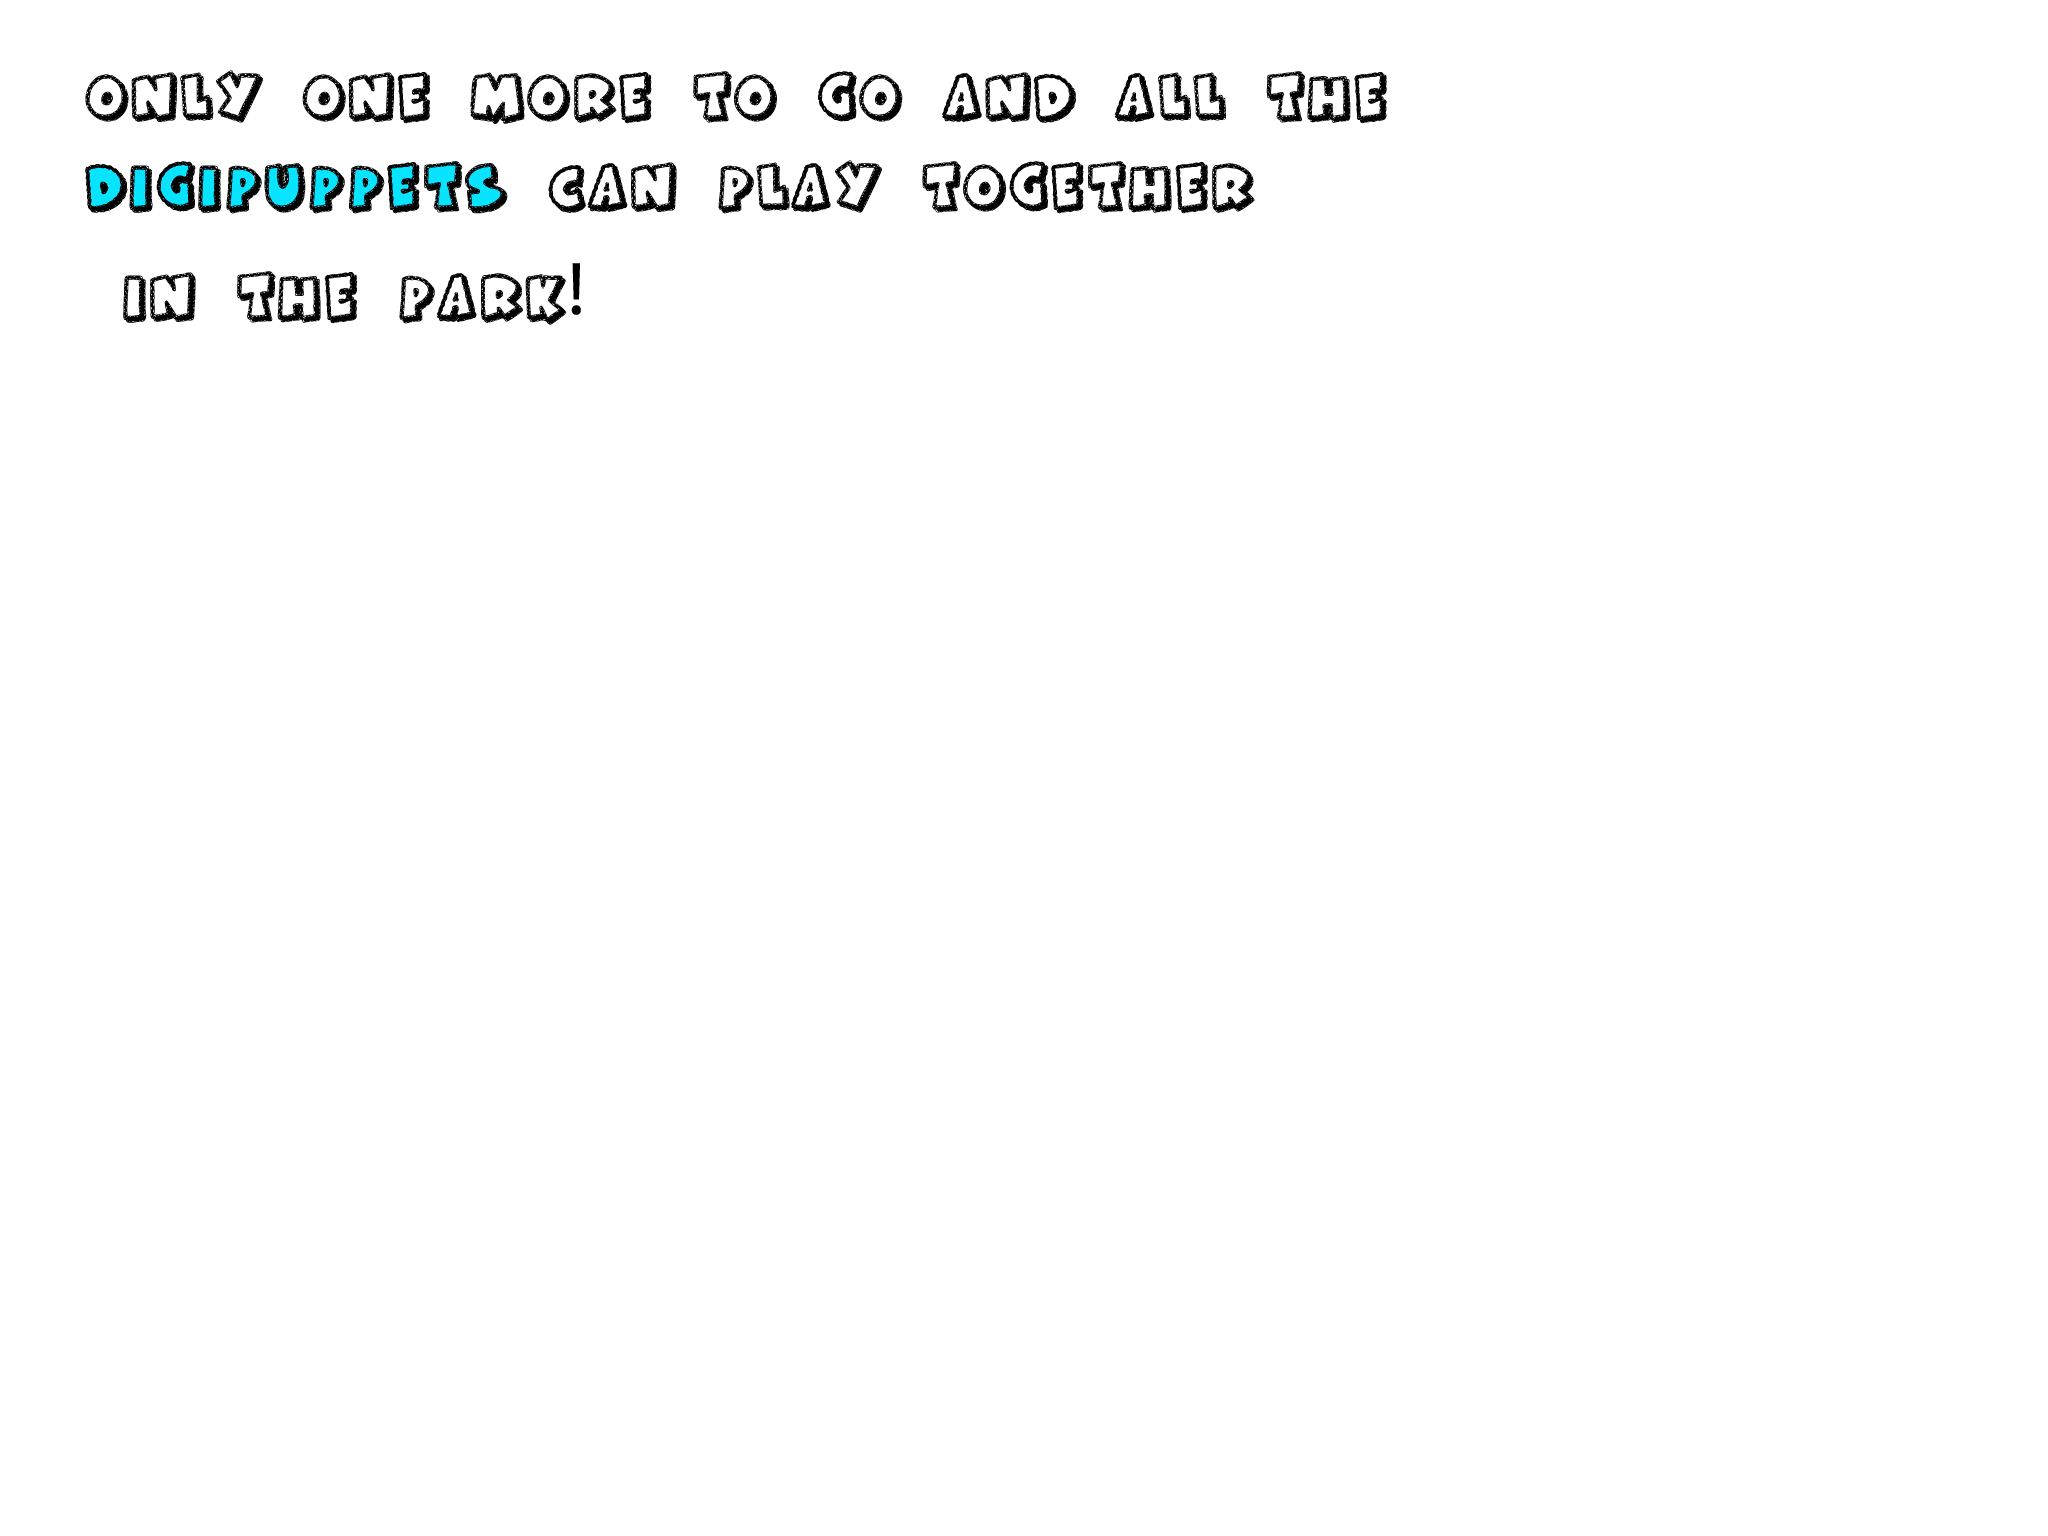 ONLY ONE MORE TO GO AND ALL THE
DIGIPUPPETS CAN PLAY TOGETHER
IN THE PARK!